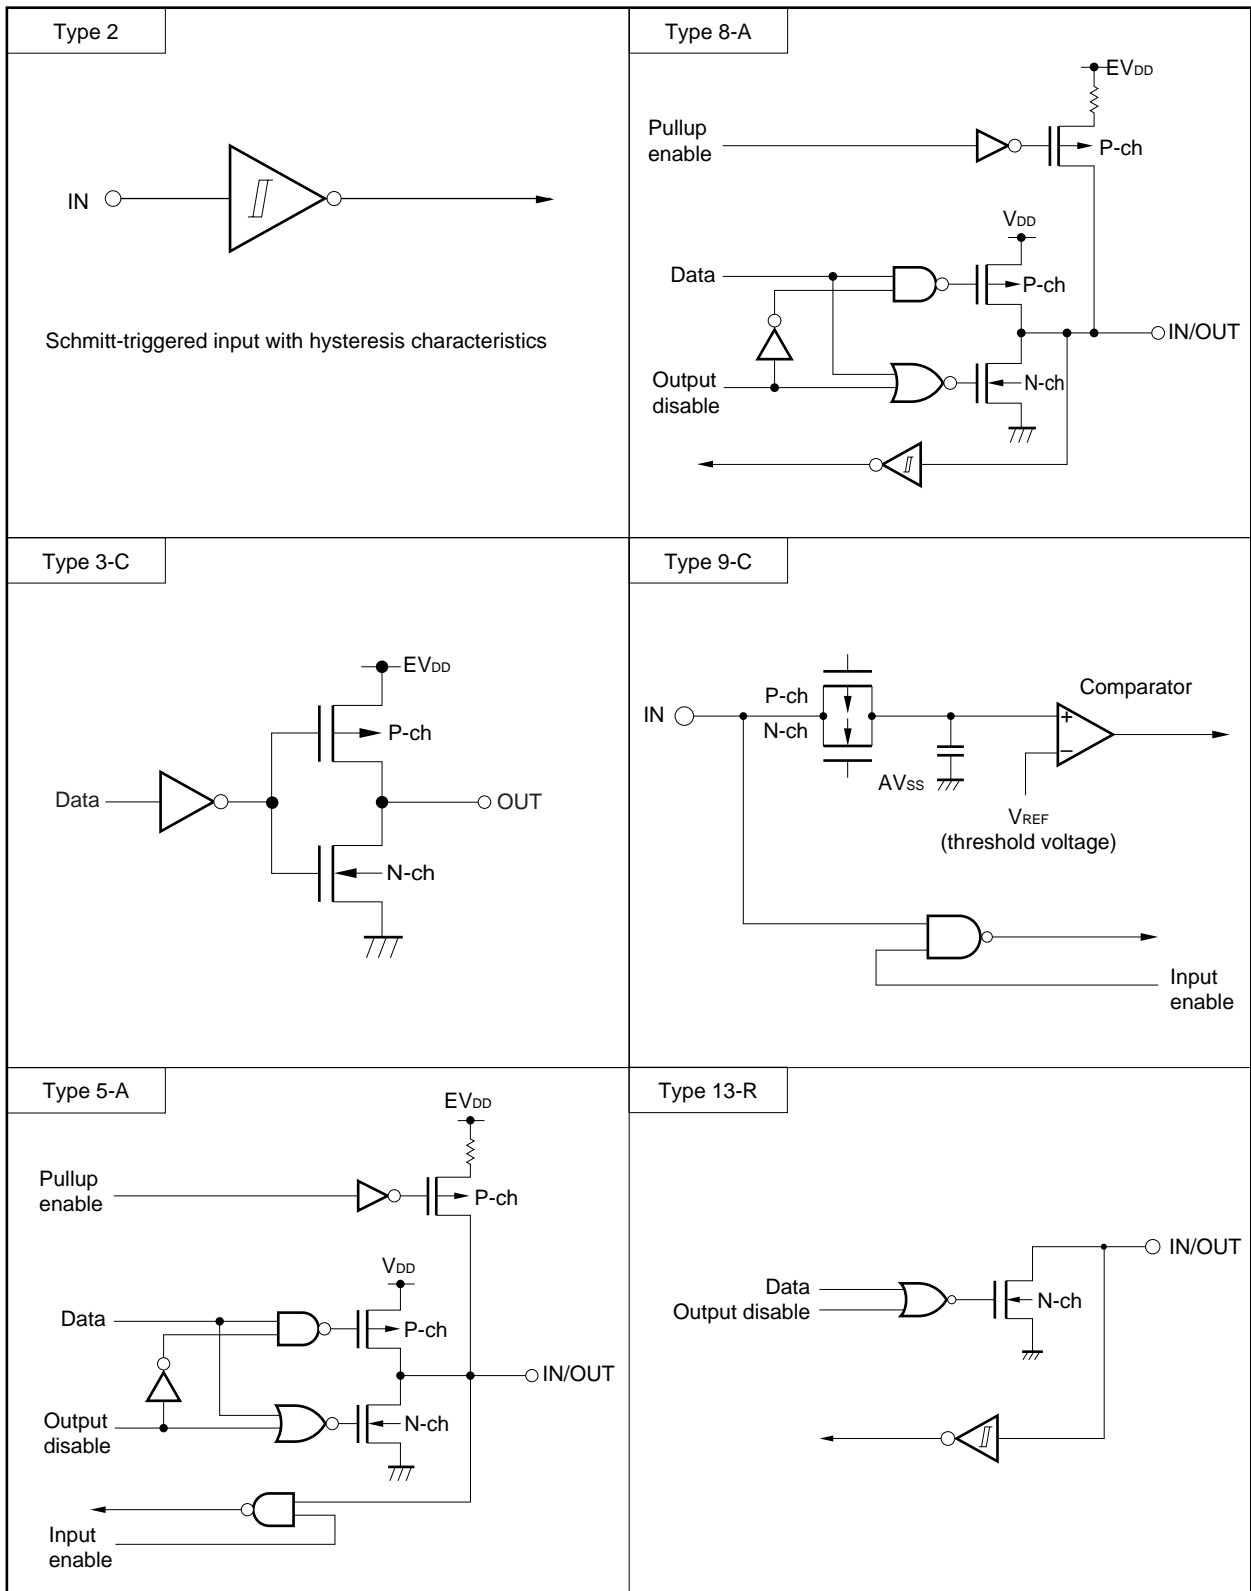 Type 2
IN
Schmitt-triggered input with hysteresis characteristics
Type 8-A
EVDD
Pullup
enable
P-ch
VDD
Data
P-ch
IN/OUT
Output
disable
N-ch
Type 3-C
EVDD
P-ch
Data
OUT
N-ch
Type 9-C
Comparator
P-ch
IN
N-ch
+
−
AVSS
VREF
(threshold voltage)
Input
enable
Type 5-A
EVDD
Pullup
enable
P-ch
VDD
Data
P-ch
IN/OUT
Output
disable
N-ch
Input
enable
Type 13-R
IN/OUT
Data
Output disable
N-ch